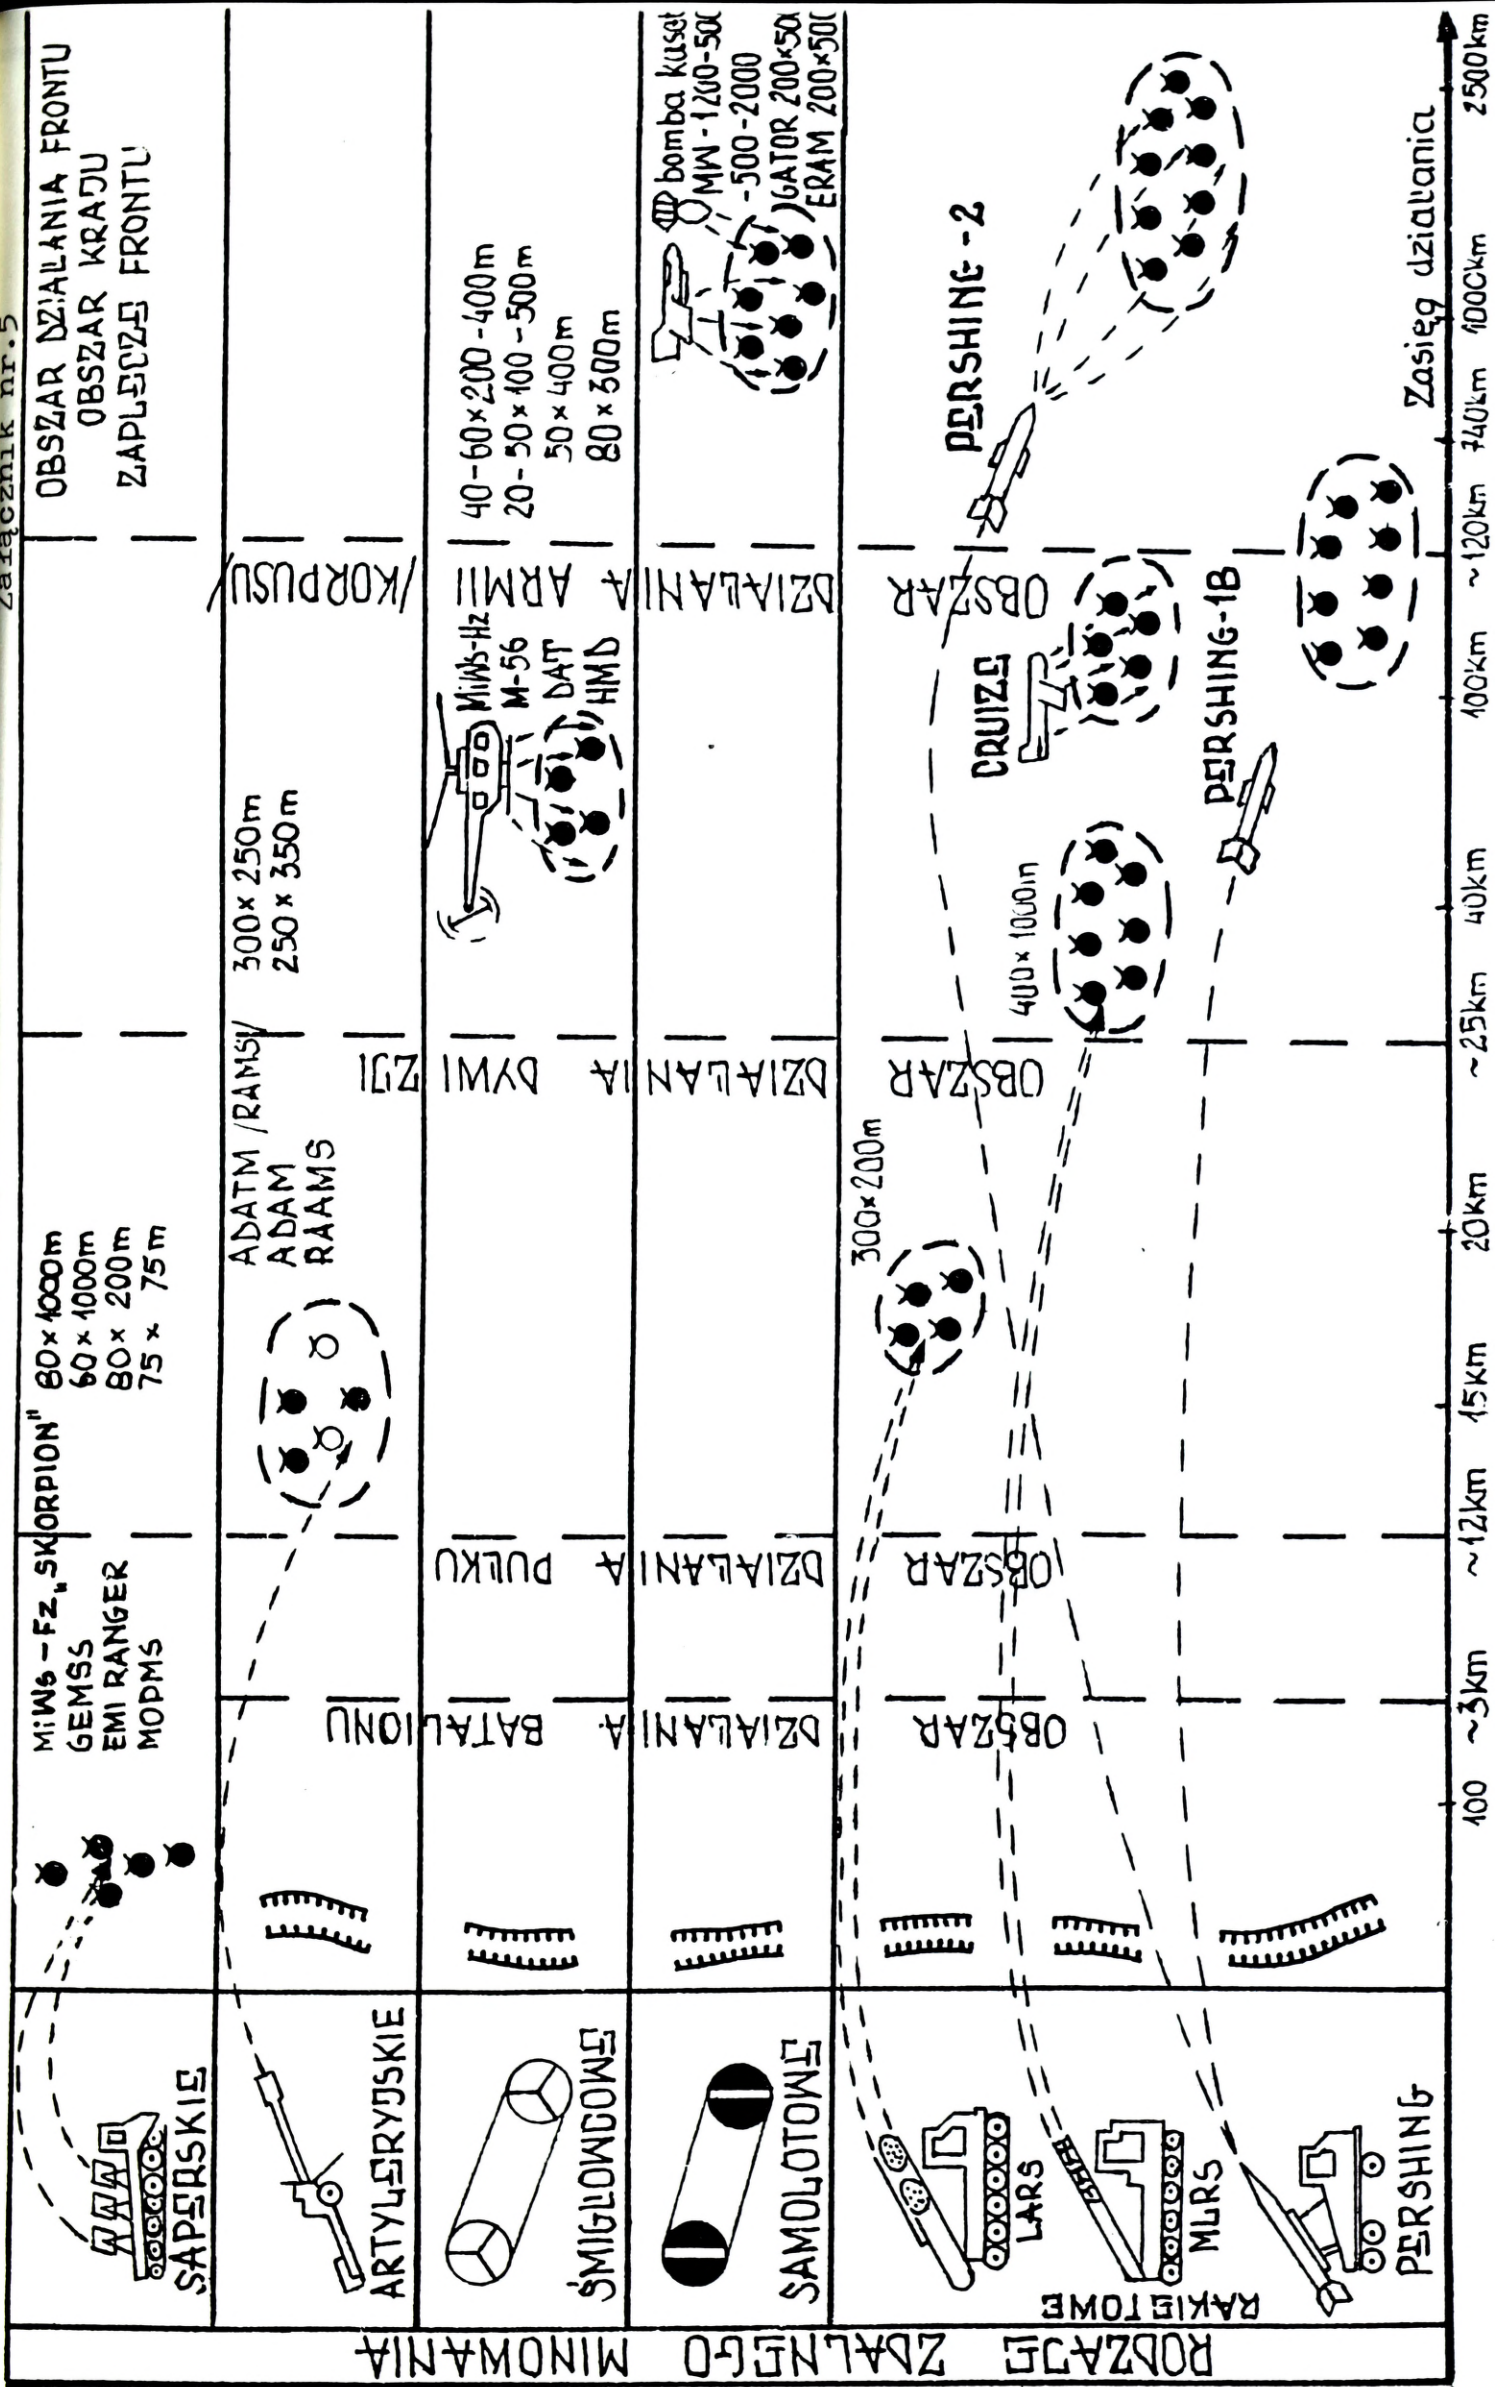 Załącznik nr.5
OBSZAR DZIAŁANIA FRONTU
OBSZAR KRAJU
ZAPLECZE FRONTU
MiWs-Fz „SKORPION" 80×1000m
GEMSS 60×1000m
EMI RANGER 80×200m
MOPMS 75×75m
SAPERSKIE
ADATM /RAMS/ 300×250m
ADAM 250×350m
RAAMS
ARTYLERYJSKIE
MiWs-Hz 40-60×200-400m
M-56 20-50×100-500m
DAT 50×400m
HMD 80×300m
ŚMIGŁOWCOWE
bomba kaset
MW-1200-500
-500-2000
GATOR 200×50
ERAM 200×500
SAMOLOTOWE
300×200m
LARS
400×1000m
MLRS
CRUIZE
PERSHING-2
PERSHING-1B
PERSHING
RAKIETOWE
RODZAJE ZDALNEGO MINOWANIA
OBSZAR DZIAŁANIA BATALIONU
OBSZAR DZIAŁANIA PUŁKU
OBSZAR DZIAŁANIA DYWIZJI
OBSZAR DZIAŁANIA ARMII /KORPUSU/
Zasięg działania
100 ~3km ~12km 15km 20km ~25km 40km 100km ~120km 740km 1000km 2500km